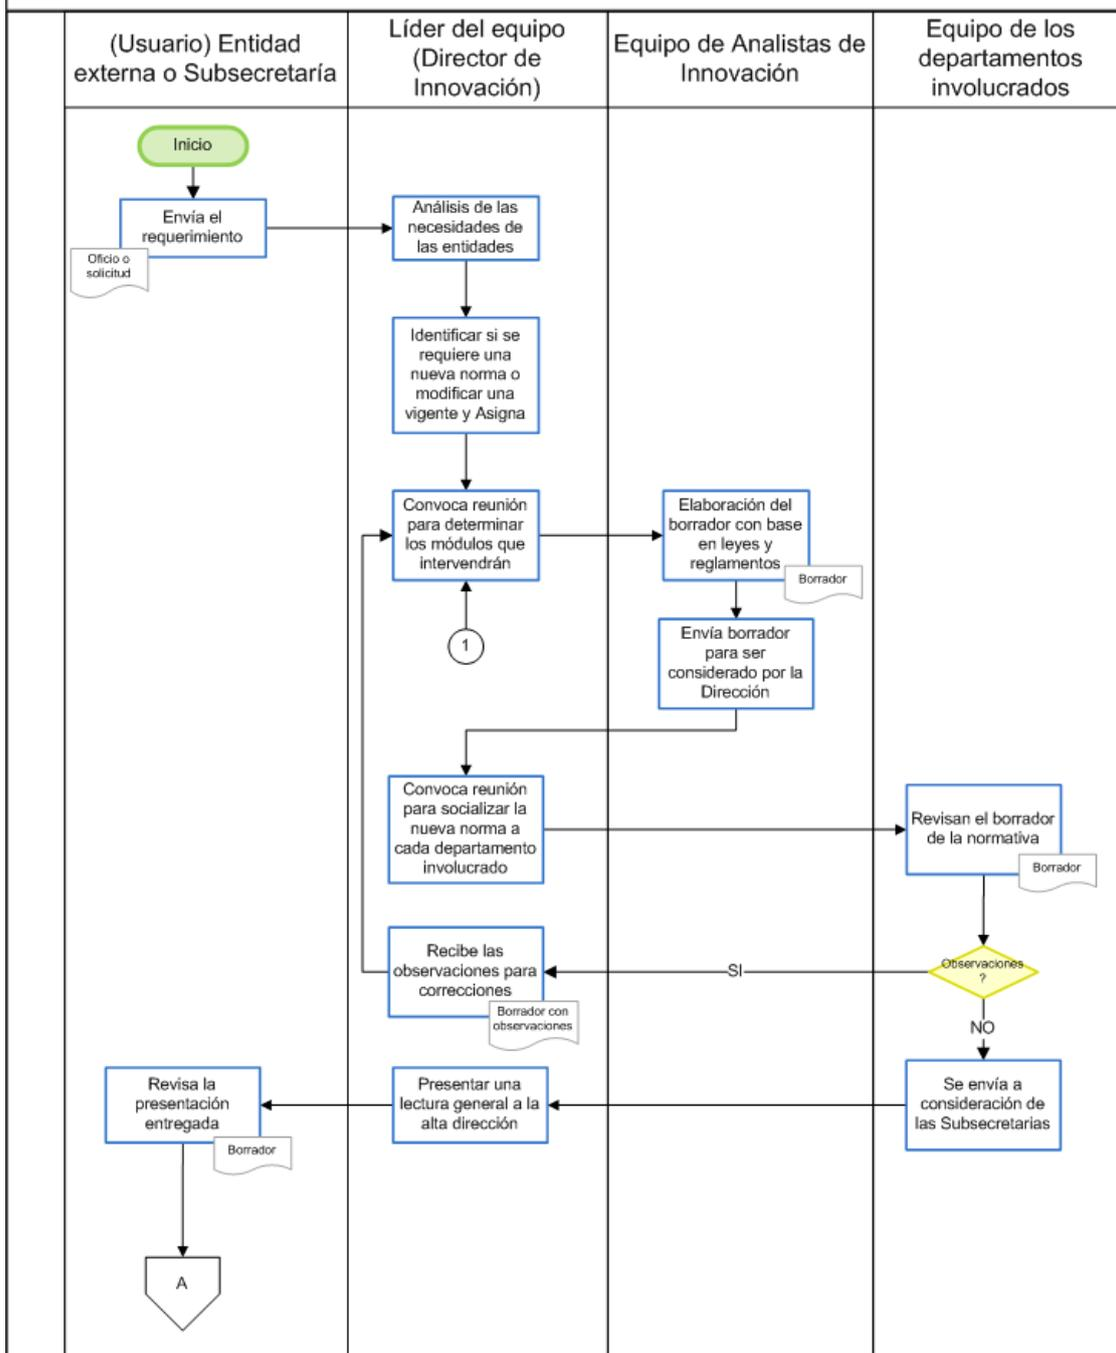 (Usuario) Entidad
externa o Subsecretaría
Líder del equipo
(Director de
Innovación)
Equipo de Analistas de
Innovación
Equipo de los
departamentos
involucrados
Inicio
Envía el
requerimiento
Oficio o
solicitud
Análisis de las
necesidades de
las entidades
Identificar si se
requiere una
nueva norma o
modificar una
vigente y Asigna
Convoca reunión
para determinar
los módulos que
intervendrán
1
Elaboración del
borrador con base
en leyes y
reglamentos
Borrador
Envía borrador
para ser
considerado por la
Dirección
Convoca reunión
para socializar la
nueva norma a
cada departamento
involucrado
Revisan el borrador
de la normativa
Borrador
Observaciones
?
SI
NO
Recibe las
observaciones para
correcciones
Borrador con
observaciones
Se envía a
consideración de
las Subsecretarias
Presentar una
lectura general a la
alta dirección
Revisa la
presentación
entregada
Borrador
A